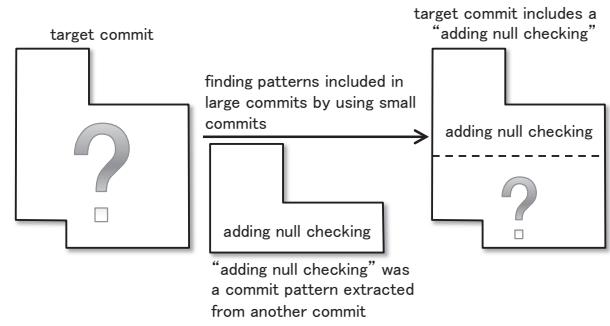 target commit
finding patterns included in
large commits by using small
commits
adding null checking
“adding null checking” was
a commit pattern extracted
from another commit
target commit includes a
“adding null checking”
adding null checking
?
?